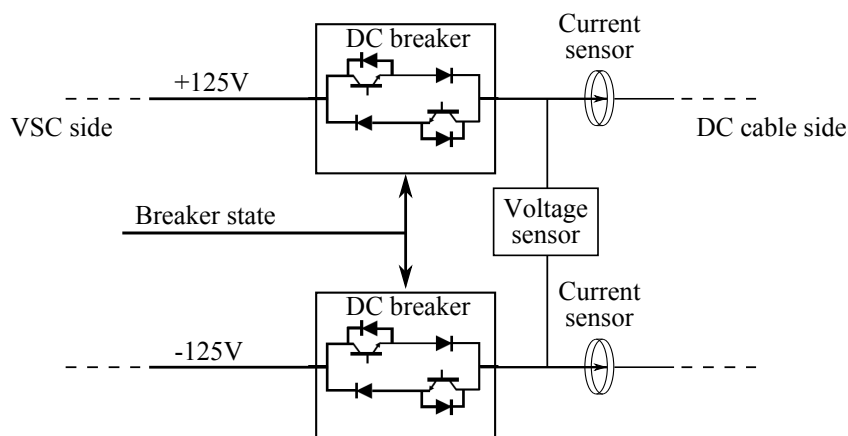 DC breaker
Current
sensor
+125V
VSC side
DC cable side
Breaker state
Voltage
sensor
DC breaker
Current
sensor
-125V